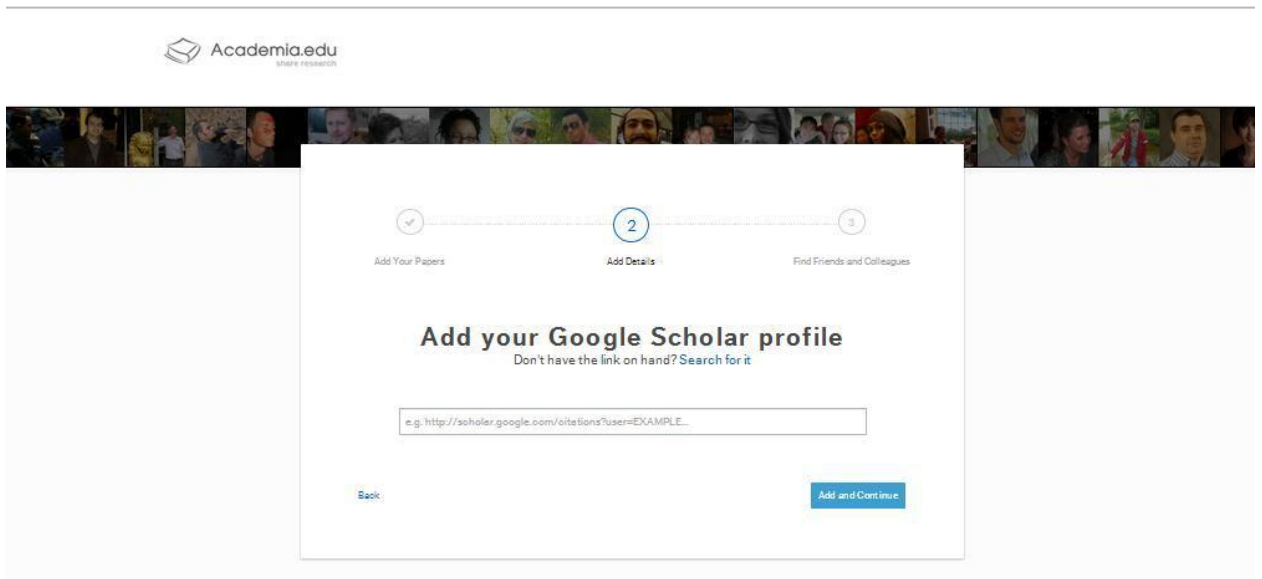 Academia.edu
share research
2
3
Add Your Papers
Add Details
Find Friends and Colleagues
Add your Google Scholar profile
Don't have the link on hand? Search for it
e.g. http://scholar.google.com/citations?user=EXAMPLE...
Back
Add and Continue